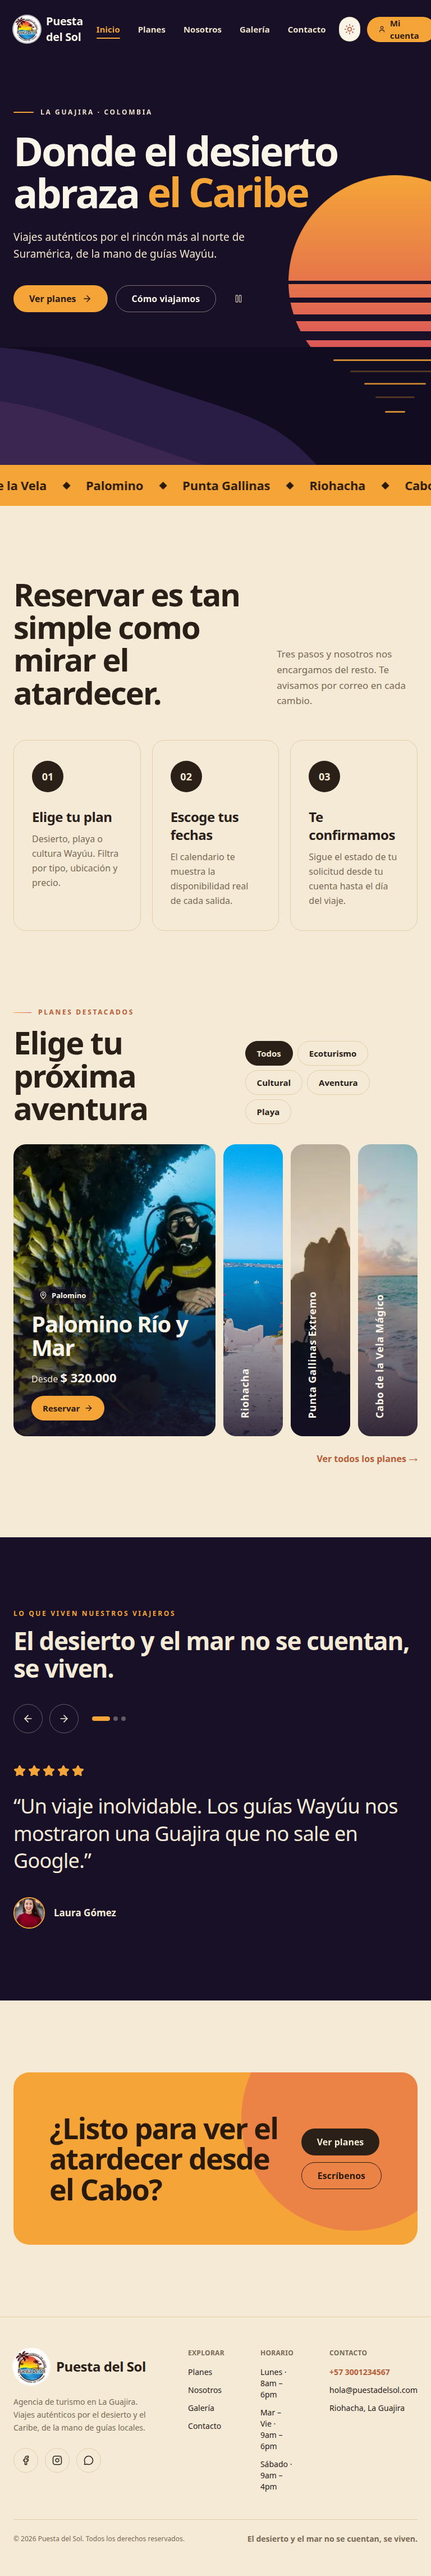 Puesta
del Sol
Inicio
Planes
Nosotros
Galería
Contacto
Mi
cuenta
LA GUAJIRA · COLOMBIA
Donde el desierto
abraza el Caribe
Viajes auténticos por el rincón más al norte de
Suramérica, de la mano de guías Wayúu.
Ver planes →
Cómo viajamos
e la Vela ◆ Palomino ◆ Punta Gallinas ◆ Riohacha ◆ Cabo
Reservar es tan
simple como
mirar el
atardecer.
Tres pasos y nosotros nos
encargamos del resto. Te
avisamos por correo en cada
cambio.
01
Elige tu plan
Desierto, playa o
cultura Wayúu. Filtra
por tipo, ubicación y
precio.
02
Escoge tus
fechas
El calendario te
muestra la
disponibilidad real
de cada salida.
03
Te
confirmamos
Sigue el estado de tu
solicitud desde tu
cuenta hasta el día
del viaje.
PLANES DESTACADOS
Elige tu
próxima
aventura
Todos
Ecoturismo
Cultural
Aventura
Playa
Palomino
Palomino Río y
Mar
Desde $ 320.000
Reservar →
Riohacha
Punta Gallinas Extremo
Cabo de la Vela Mágico
Ver todos los planes →
LO QUE VIVEN NUESTROS VIAJEROS
El desierto y el mar no se cuentan,
se viven.
“Un viaje inolvidable. Los guías Wayúu nos
mostraron una Guajira que no sale en
Google.”
Laura Gómez
¿Listo para ver el
atardecer desde
el Cabo?
Ver planes
Escríbenos
Puesta del Sol
Agencia de turismo en La Guajira.
Viajes auténticos por el desierto y el
Caribe, de la mano de guías locales.
EXPLORAR
Planes
Nosotros
Galería
Contacto
HORARIO
Lunes ·
8am –
6pm
Mar –
Vie ·
9am –
6pm
Sábado ·
9am –
4pm
CONTACTO
+57 3001234567
hola@puestadelsol.com
Riohacha, La Guajira
© 2026 Puesta del Sol. Todos los derechos reservados.
El desierto y el mar no se cuentan, se viven.